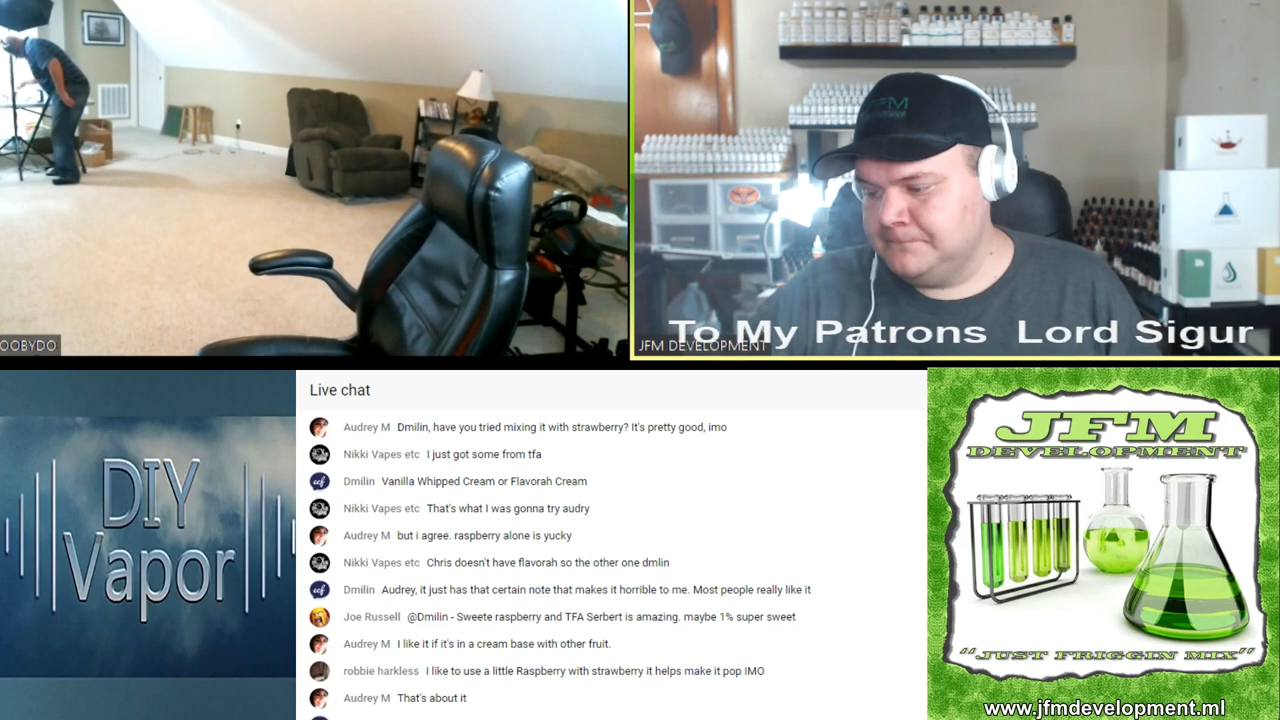 JFM
OOBYDO
To My Patrons Lord Sigur
JFM DEVELOPMENT
DIY
Vapor
Live chat
Audrey M Dmilin, have you tried mixing it with strawberry? It's pretty good, imo
Nikki Vapes etc I just got some from tfa
Dmilin Vanilla Whipped Cream or Flavorah Cream
Nikki Vapes etc That's what I was gonna try audry
Audrey M but i agree. raspberry alone is yucky
Nikki Vapes etc Chris doesn't have flavorah so the other one dmlin
Dmilin Audrey, it just has that certain note that makes it horrible to me. Most people really like it
Joe Russell @Dmilin - Sweete raspberry and TFA Serbert is amazing. maybe 1% super sweet
Audrey M I like it if it's in a cream base with other fruit.
robbie harkless I like to use a little Raspberry with strawberry it helps make it pop IMO
Audrey M That's about it
JFM
DEVELOPMENT
"JUST FRIGGIN MIX"
www.jfmdevelopment.ml